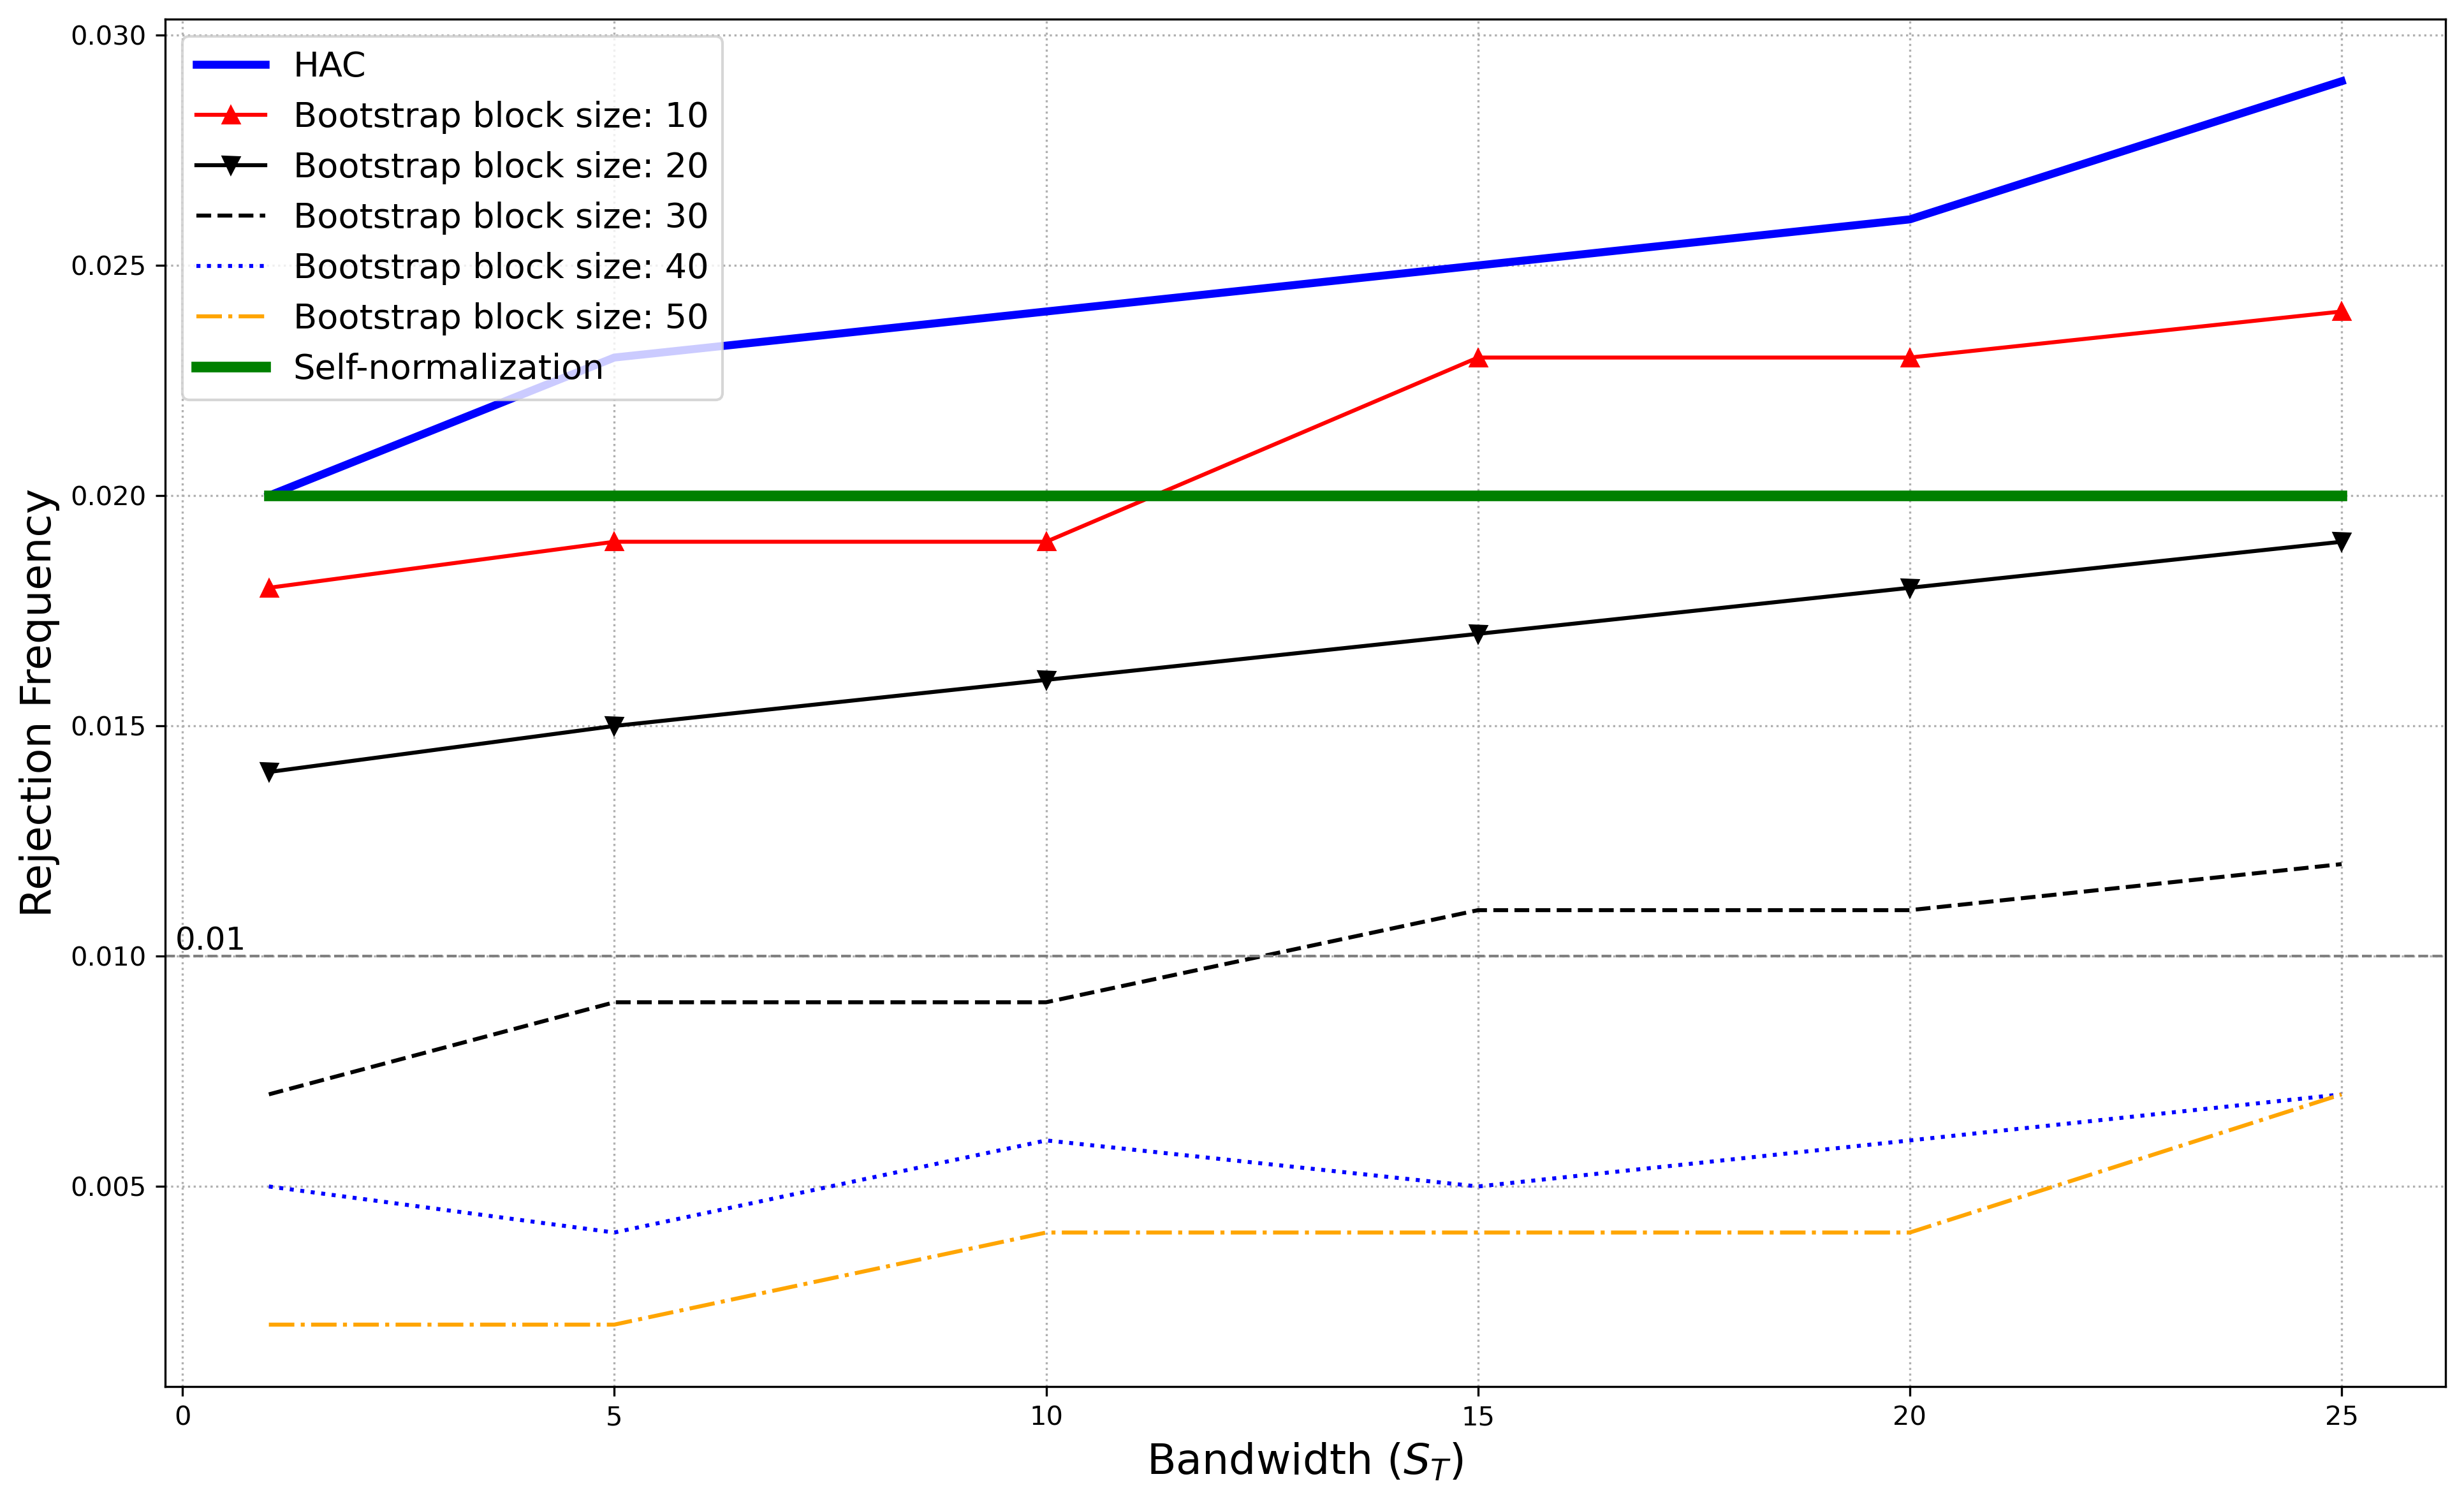 0.030
0.025
0.020
0.015
0.010
0.005
Rejection Frequency
HAC
Bootstrap block size: 10
Bootstrap block size: 20
Bootstrap block size: 30
Bootstrap block size: 40
Bootstrap block size: 50
Self-normalization
0.01
0 5 10 15 20 25
Bandwidth (S_T)